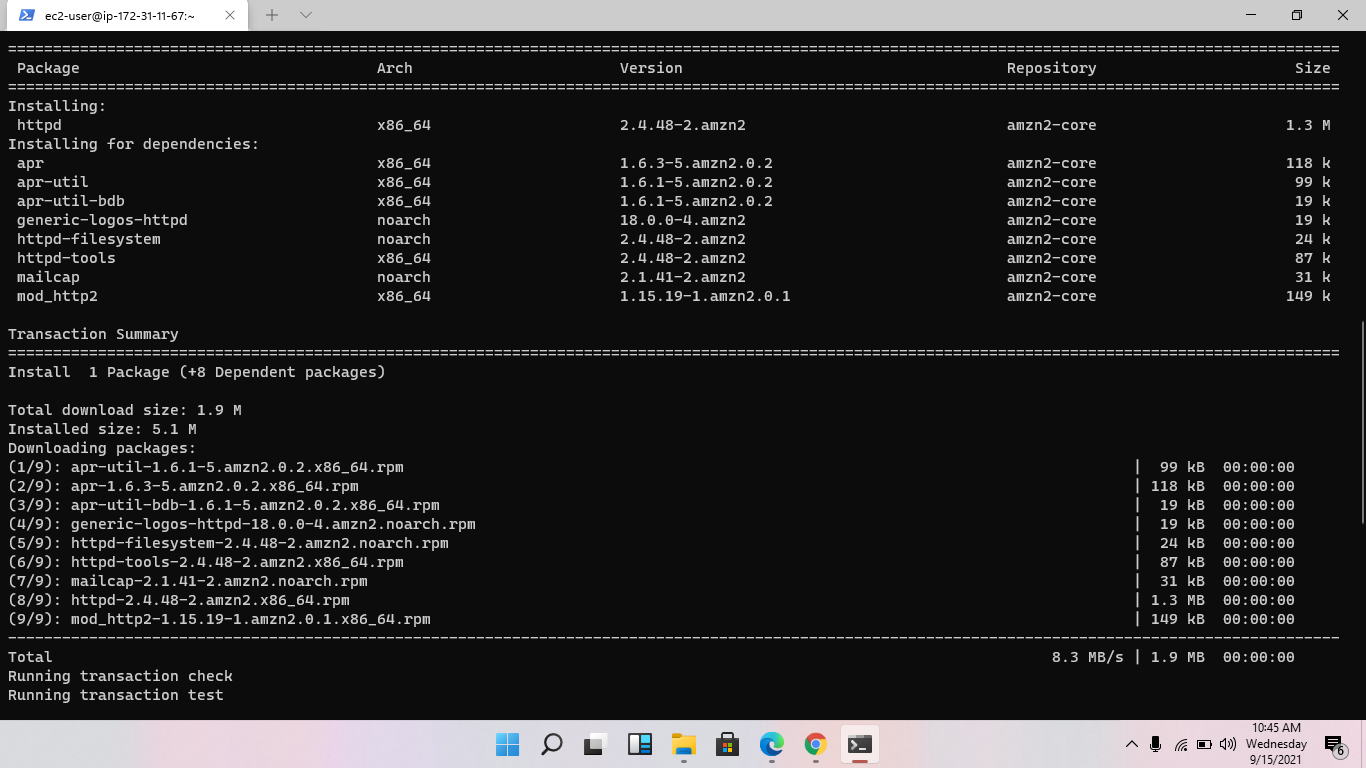 ec2-user@ip-172-31-11-67:~
Package Arch Version Repository Size
Installing:
httpd x86_64 2.4.48-2.amzn2 amzn2-core 1.3 M
Installing for dependencies:
apr x86_64 1.6.3-5.amzn2.0.2 amzn2-core 118 k
apr-util x86_64 1.6.1-5.amzn2.0.2 amzn2-core 99 k
apr-util-bdb x86_64 1.6.1-5.amzn2.0.2 amzn2-core 19 k
generic-logos-httpd noarch 18.0.0-4.amzn2 amzn2-core 19 k
httpd-filesystem noarch 2.4.48-2.amzn2 amzn2-core 24 k
httpd-tools x86_64 2.4.48-2.amzn2 amzn2-core 87 k
mailcap noarch 2.1.41-2.amzn2 amzn2-core 31 k
mod_http2 x86_64 1.15.19-1.amzn2.0.1 amzn2-core 149 k
Transaction Summary
Install 1 Package (+8 Dependent packages)
Total download size: 1.9 M
Installed size: 5.1 M
Downloading packages:
(1/9): apr-util-1.6.1-5.amzn2.0.2.x86_64.rpm | 99 kB 00:00:00
(2/9): apr-1.6.3-5.amzn2.0.2.x86_64.rpm | 118 kB 00:00:00
(3/9): apr-util-bdb-1.6.1-5.amzn2.0.2.x86_64.rpm | 19 kB 00:00:00
(4/9): generic-logos-httpd-18.0.0-4.amzn2.noarch.rpm | 19 kB 00:00:00
(5/9): httpd-filesystem-2.4.48-2.amzn2.noarch.rpm | 24 kB 00:00:00
(6/9): httpd-tools-2.4.48-2.amzn2.x86_64.rpm | 87 kB 00:00:00
(7/9): mailcap-2.1.41-2.amzn2.noarch.rpm | 31 kB 00:00:00
(8/9): httpd-2.4.48-2.amzn2.x86_64.rpm | 1.3 MB 00:00:00
(9/9): mod_http2-1.15.19-1.amzn2.0.1.x86_64.rpm | 149 kB 00:00:00
Total 8.3 MB/s | 1.9 MB 00:00:00
Running transaction check
Running transaction test
10:45 AM
Wednesday
9/15/2021
6